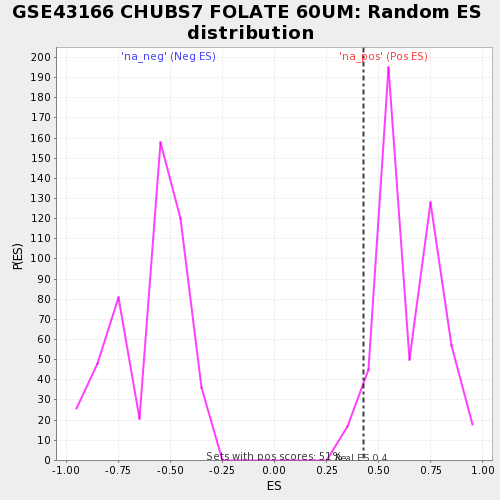 GSE43166 CHUBS7 FOLATE 60UM: Random ES
distribution
'na_neg' (Neg ES)
'na_pos' (Pos ES)
200
190
180
170
160
150
140
130
120
110
100
90
80
70
60
50
40
30
20
10
0
P(ES)
Sets with pos scores: 51%
Real ES 0.4
-1.00 -0.75 -0.50 -0.25 0.00 0.25 0.50 0.75 1.00
ES